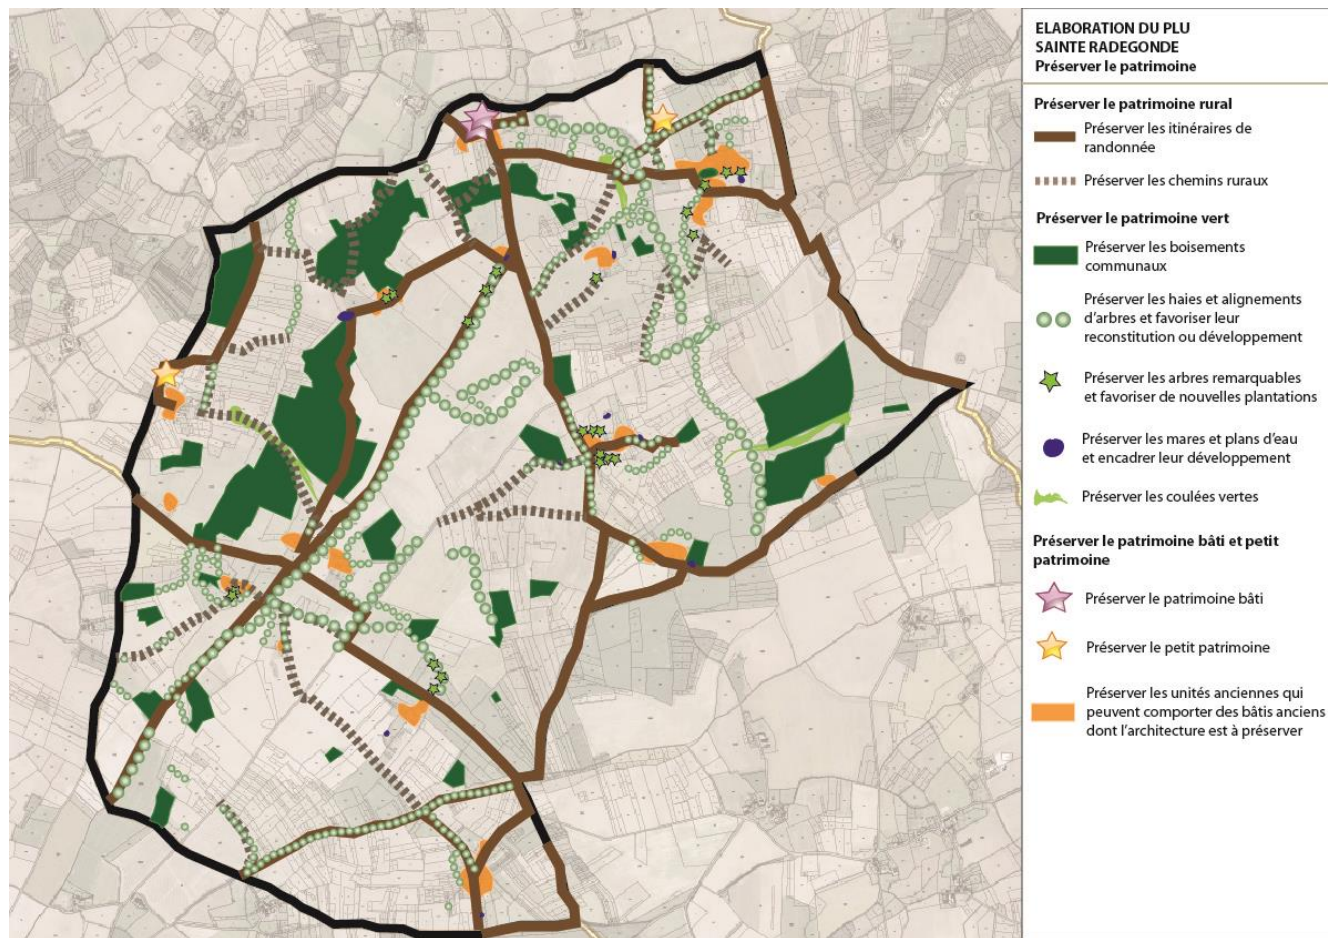 ELABORATION DU PLU
SAINTE RADEGONDE
Préserver le patrimoine
Préserver le patrimoine rural
Préserver les itinéraires de
randonnée
Préserver les chemins ruraux
Préserver le patrimoine vert
Préserver les boisements
communaux
Préserver les haies et alignements
d'arbres et favoriser leur
reconstitution ou développement
Préserver les arbres remarquables
et favoriser de nouvelles plantations
Préserver les mares et plans d'eau
et encadrer leur développement
Préserver les coulées vertes
Préserver le patrimoine bâti et petit
patrimoine
Préserver le patrimoine bâti
Préserver le petit patrimoine
Préserver les unités anciennes qui
peuvent comporter des bâtis anciens
dont l'architecture est à préserver